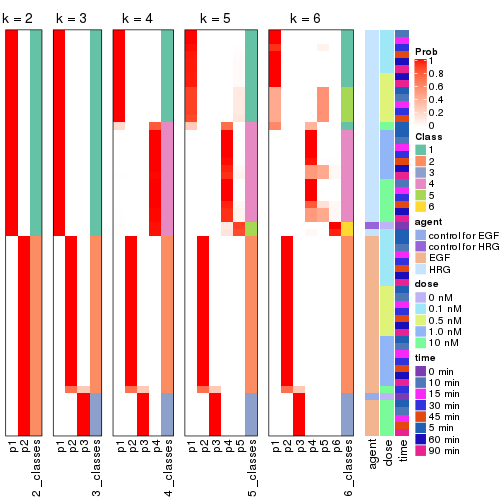 k = 2
k = 3
k = 4
k = 5
k = 6
Prob
1
0.8
0.6
0.4
0.2
0
Class
1
2
3
4
5
6
agent
control for EGF
control for HRG
EGF
HRG
dose
0 nM
0.1 nM
0.5 nM
1.0 nM
10 nM
time
0 min
10 min
15 min
30 min
45 min
5 min
60 min
90 min
p1
p2
2_classes
p1
p2
p3
3_classes
p1
p2
p3
p4
4_classes
p1
p2
p3
p4
p5
5_classes
p1
p2
p3
p4
p5
p6
6_classes
agent
dose
time